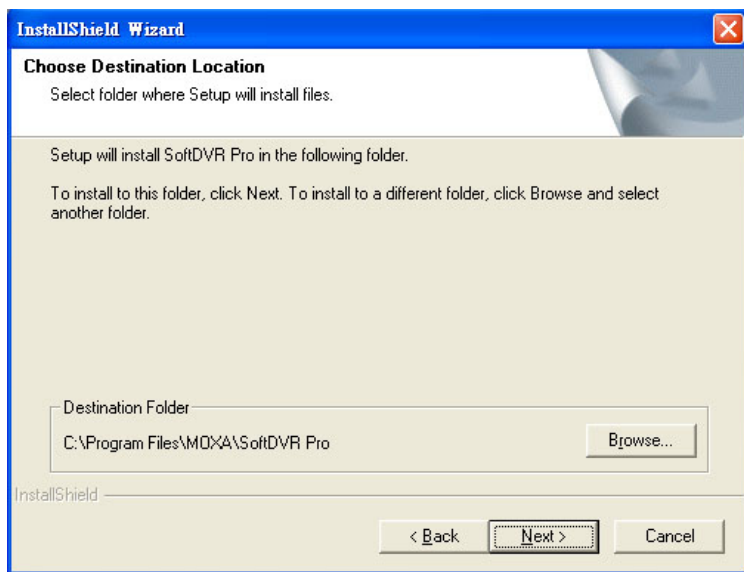 InstallShield Wizard
Choose Destination Location
Select folder where Setup will install files.
Setup will install SoftDVR Pro in the following folder.
To install to this folder, click Next. To install to a different folder, click Browse and select
another folder.
Destination Folder
C:\Program Files\MOXA\SoftDVR Pro
Browse...
InstallShield
< Back
Next >
Cancel